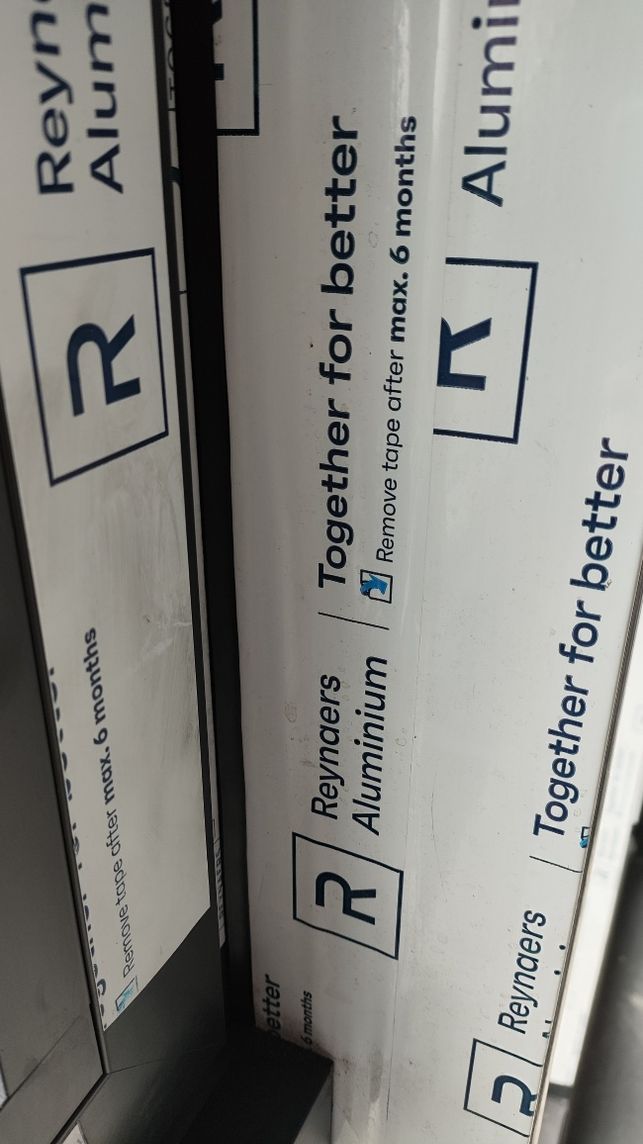 Reyn
Alum
R
Remove tape after max. 6 months
R
Reynaers
Aluminium
Together for better
Remove tape after max. 6 months
etter
6 months
R
Alumi
R
Reynaers
Together for better